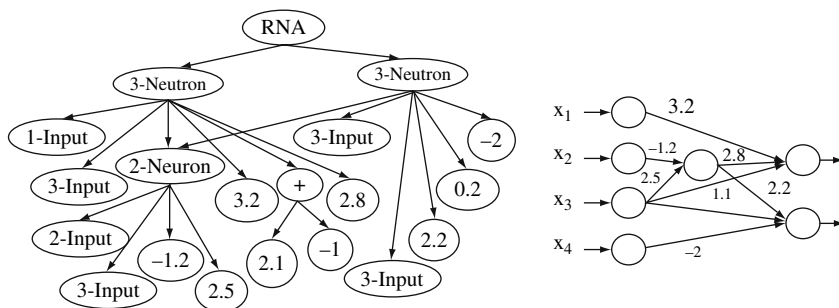 RNA
3-Neutron
3-Neutron
1-Input
3-Input
–2
2-Neuron
3-Input
3.2
+
2.8
0.2
2-Input
–1.2
2.1
–1
2.2
3-Input
2.5
3-Input
x1
3.2
x2
–1.2
2.8
2.5
2.2
x3
1.1
x4
–2